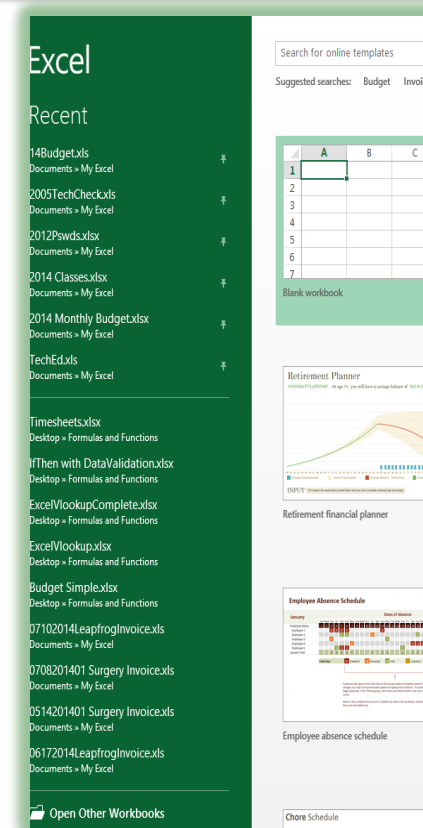 Excel
Recent
14Budget.xls
Documents » My Excel
2005TechCheck.xls
Documents » My Excel
2012Pswds.xlsx
Documents » My Excel
2014 Classes.xlsx
Documents » My Excel
2014 Monthly Budget.xlsx
Documents » My Excel
TechEd.xls
Documents » My Excel
Timesheets.xlsx
Desktop » Formulas and Functions
IfThen with DataValidation.xlsx
Desktop » Formulas and Functions
ExcelVlookupComplete.xlsx
Desktop » Formulas and Functions
ExcelVlookup.xlsx
Desktop » Formulas and Functions
Budget Simple.xlsx
Desktop » Formulas and Functions
07102014LeapfrogInvoice.xls
Documents » My Excel
0708201401 Surgery Invoice.xls
Documents » My Excel
0514201401 Surgery Invoice.xls
Documents » My Excel
06172014LeapfrogInvoice.xls
Documents » My Excel
Open Other Workbooks
Search for online templates
Suggested searches: Budget Invoi
A B C
1
2
3
4
5
6
7
Blank workbook
Retirement Planner
INPUT
Retirement financial planner
Employee Absence Schedule
January
Dates of Absence
Employee absence schedule
Chore Schedule